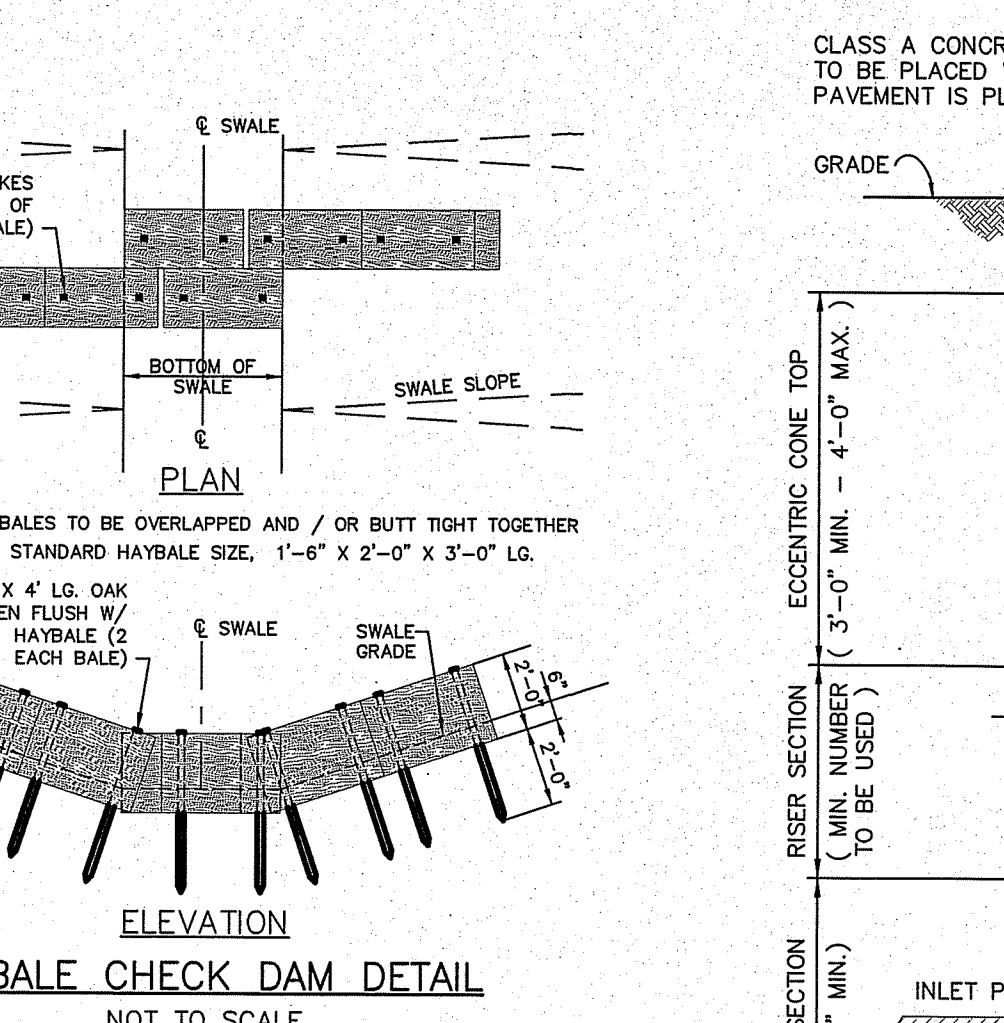 ℄ SWALE
KES
OF
ALE)
BOTTOM OF
SWALE
SWALE SLOPE
℄
PLAN
BALES TO BE OVERLAPPED AND / OR BUTT TIGHT TOGETHER
STANDARD HAYBALE SIZE, 1'-6" X 2'-0" X 3'-0" LG.
X 4' LG. OAK
EN FLUSH W/
HAYBALE (2
EACH BALE)
℄ SWALE
SWALE
GRADE
2'-0"
6"
2'-0"
ELEVATION
BALE CHECK DAM DETAIL
NOT TO SCALE
CLASS A CONCR
TO BE PLACED
PAVEMENT IS PL
GRADE
ECCENTRIC CONE TOP
( 3'-0" MIN. - 4'-0" MAX. )
RISER SECTION
( MIN. NUMBER
TO BE USED )
SECTION
" MIN.)
INLET P